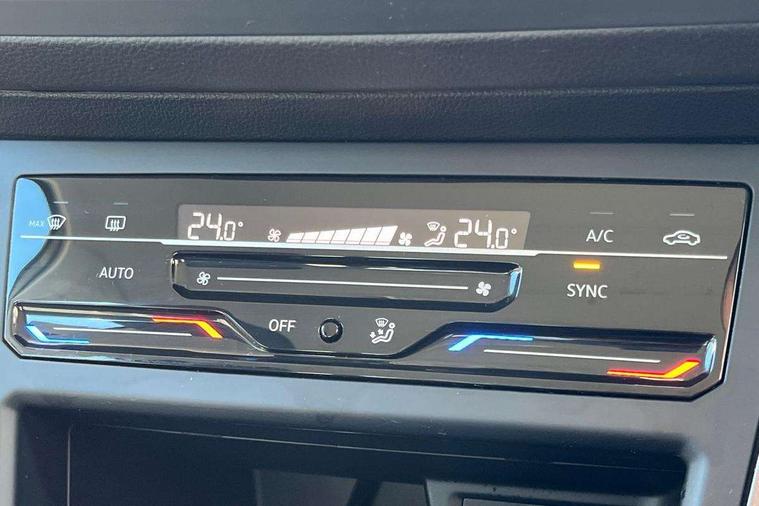 MAX
24.0°
24.0°
A/C
AUTO
SYNC
OFF